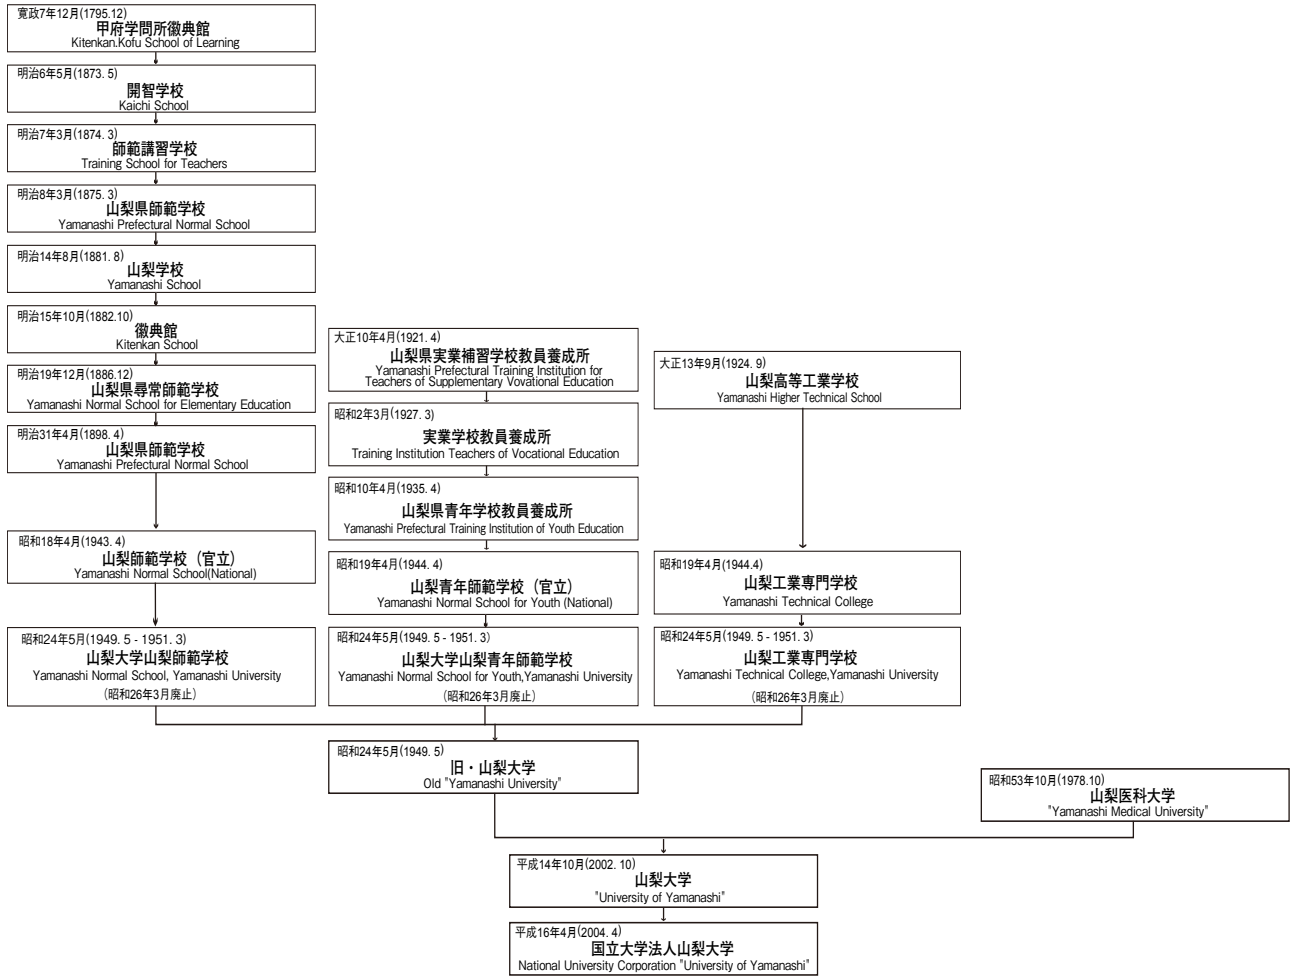 寛政7年12月(1795.12)
甲府学問所徽典館
Kitenkan.Kofu School of Learning
明治6年5月(1873. 5)
開智学校
Kaichi School
明治7年3月(1874. 3)
師範講習学校
Training School for Teachers
明治8年3月(1875. 3)
山梨県師範学校
Yamanashi Prefectural Normal School
明治14年8月(1881. 8)
山梨学校
Yamanashi School
明治15年10月(1882.10)
徽典館
Kitenkan School
明治19年12月(1886.12)
山梨県尋常師範学校
Yamanashi Normal School for Elementary Education
明治31年4月(1898. 4)
山梨県師範学校
Yamanashi Prefectural Normal School
昭和18年4月(1943. 4)
山梨師範学校（官立）
Yamanashi Normal School(National)
昭和24年5月(1949. 5 - 1951. 3)
山梨大学山梨師範学校
Yamanashi Normal School, Yamanashi University
(昭和26年3月廃止)
大正10年4月(1921. 4)
山梨県実業補習学校教員養成所
Yamanashi Prefectural Training Institution for
Teachers of Supplementary Vocational Education
昭和2年3月(1927. 3)
実業学校教員養成所
Training Institution Teachers of Vocational Education
昭和10年4月(1935. 4)
山梨県青年学校教員養成所
Yamanashi Prefectural Training Institution of Youth Education
昭和19年4月(1944. 4)
山梨青年師範学校（官立）
Yamanashi Normal School for Youth (National)
昭和24年5月(1949. 5 - 1951. 3)
山梨大学山梨青年師範学校
Yamanashi Normal School for Youth,Yamanashi University
(昭和26年3月廃止)
大正13年9月(1924. 9)
山梨高等工業学校
Yamanashi Higher Technical School
昭和19年4月(1944.4)
山梨工業専門学校
Yamanashi Technical College
昭和24年5月(1949. 5 - 1951. 3)
山梨工業専門学校
Yamanashi Technical College,Yamanashi University
(昭和26年3月廃止)
昭和24年5月(1949. 5)
旧・山梨大学
Old "Yamanashi University"
昭和53年10月(1978.10)
山梨医科大学
"Yamanashi Medical University"
平成14年10月(2002. 10)
山梨大学
"University of Yamanashi"
平成16年4月(2004. 4)
国立大学法人山梨大学
National University Corporation "University of Yamanashi"